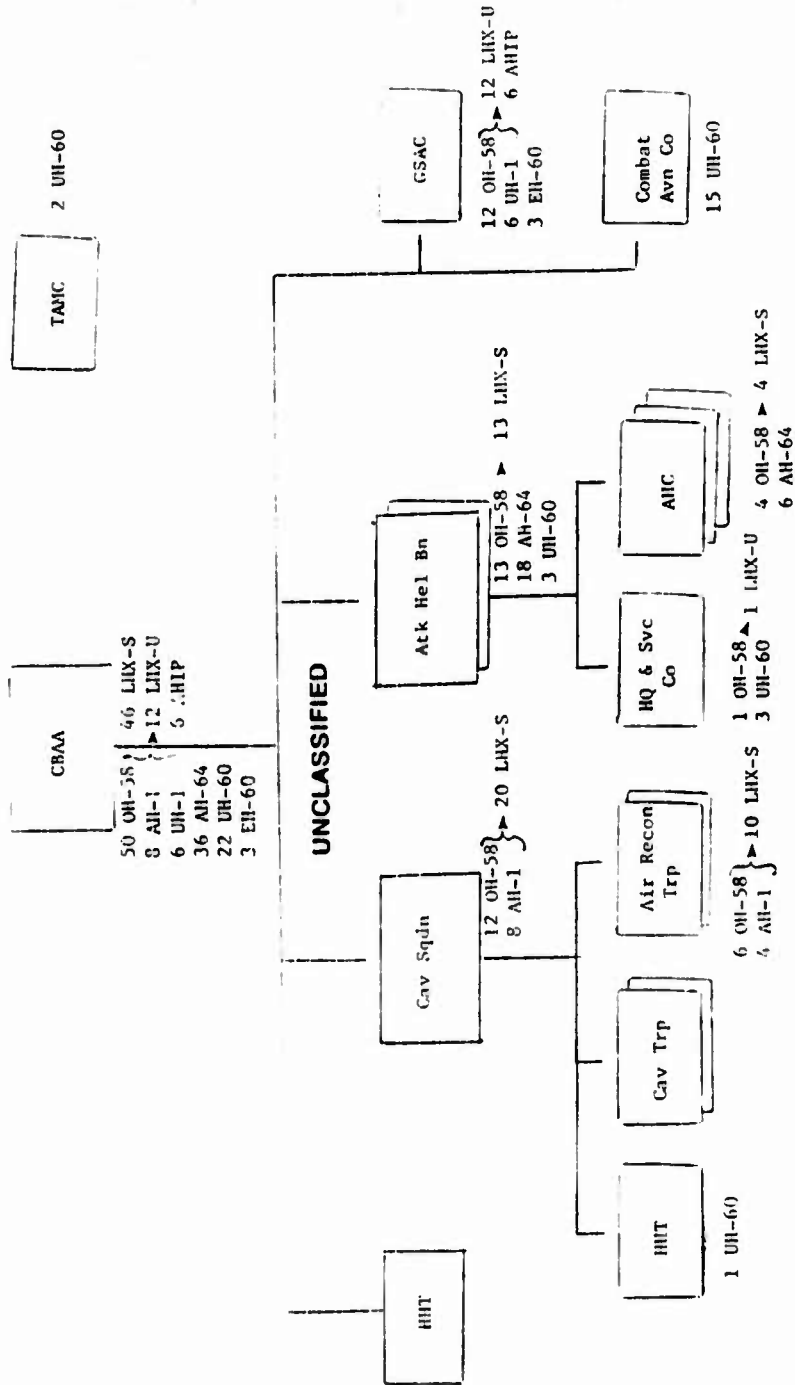 TAMC
2 UH-60
CBAA
50 OH-58
8 AH-1
6 UH-1
36 AH-64
22 UH-60
3 EH-60
46 LHX-S
12 LHX-U
6 AHIP
UNCLASSIFIED
HHT
Cav Sqdn
12 OH-58
8 AH-1
20 LHX-S
Atk Hel Bn
13 OH-58 ► 13 LHX-S
18 AH-64
3 UH-60
GSAC
12 OH-58
6 UH-1
3 EH-60
12 LHX-U
6 AHIP
HHT
1 UH-60
Cav Trp
Air Recon
Trp
6 OH-58
4 AH-1
10 LHX-S
HQ & Svc
Co
1 OH-58 ► 1 LHX-U
3 UH-60
AHC
4 OH-58 ► 4 LHX-S
6 AH-64
Combat
Avn Co
15 UH-60